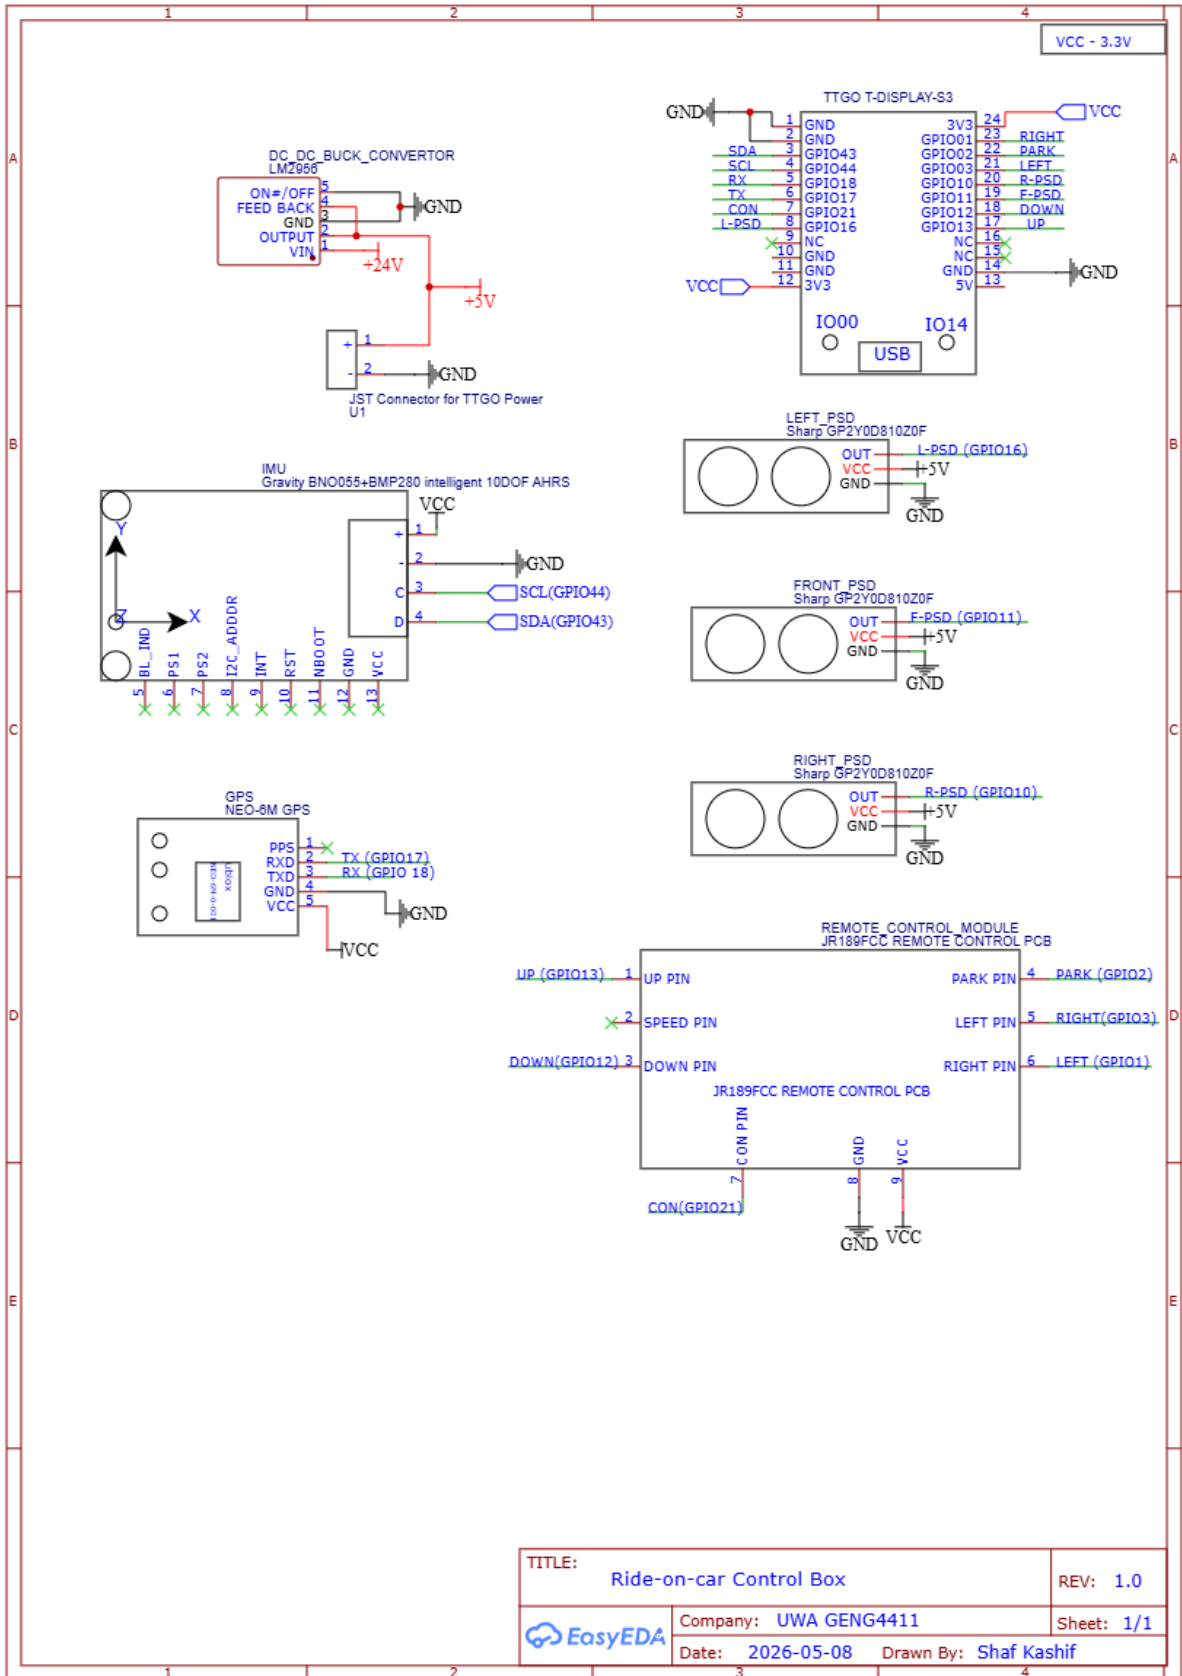 1 2 3 4
A
B
C
D
E
A
B
C
D
E
VCC - 3.3V
DC_DC_BUCK_CONVERTOR
LM2956
ON#/OFF 5
FEED BACK 4
GND 3
OUTPUT 2
VIN 1
GND
+24V
+5V
+ 1
- 2
GND
JST Connector for TTGO Power
U1
TTGO T-DISPLAY-S3
GND
VCC
1 GND
2 GND
SDA 3 GPIO43
SCL 4 GPIO44
RX 5 GPIO18
TX 6 GPIO17
CON 7 GPIO21
L-PSD 8 GPIO16
9 NC
10 GND
11 GND
VCC 12 3V3
3V3 24
GPIO01 23 RIGHT
GPIO02 22 PARK
GPIO03 21 LEFT
GPIO10 20 R-PSD
GPIO11 19 F-PSD
GPIO12 18 DOWN
GPIO13 17 UP
NC 16
NC 15
GND 14 GND
5V 13
IO00 IO14
USB
LEFT_PSD
Sharp GP2Y0D810Z0F
OUT L-PSD (GPIO16)
VCC +5V
GND
GND
IMU
Gravity BNO055+BMP280 intelligent 10DOF AHRS
VCC
+ 1
- 2 GND
C 3 SCL(GPIO44)
D 4 SDA(GPIO43)
Y
Z X
BL_IND
PS1
PS2
I2C_ADDDR
INT
RST
NBOOT
GND
VCC
5 6 7 8 9 10 11 12 13
FRONT_PSD
Sharp GP2Y0D810Z0F
OUT F-PSD (GPIO11)
VCC +5V
GND
GND
RIGHT_PSD
Sharp GP2Y0D810Z0F
OUT R-PSD (GPIO10)
VCC +5V
GND
GND
GPS
NEO-6M GPS
PPS 1
RXD 2 TX (GPIO17)
TXD 3 RX (GPIO 18)
GND 4
VCC 5
GND
VCC
REMOTE_CONTROL_MODULE
JR189FCC REMOTE CONTROL PCB
UP (GPIO13) 1 UP PIN
2 SPEED PIN
DOWN(GPIO12) 3 DOWN PIN
PARK PIN 4 PARK (GPIO2)
LEFT PIN 5 RIGHT(GPIO3)
RIGHT PIN 6 LEFT (GPIO1)
JR189FCC REMOTE CONTROL PCB
CON PIN
GND
VCC
7 8 9
CON(GPIO21)
GND
VCC
TITLE:
Ride-on-car Control Box
REV: 1.0
EasyEDA
Company: UWA GENG4411
Sheet: 1/1
Date: 2026-05-08 Drawn By: Shaf Kashif
1 2 3 4